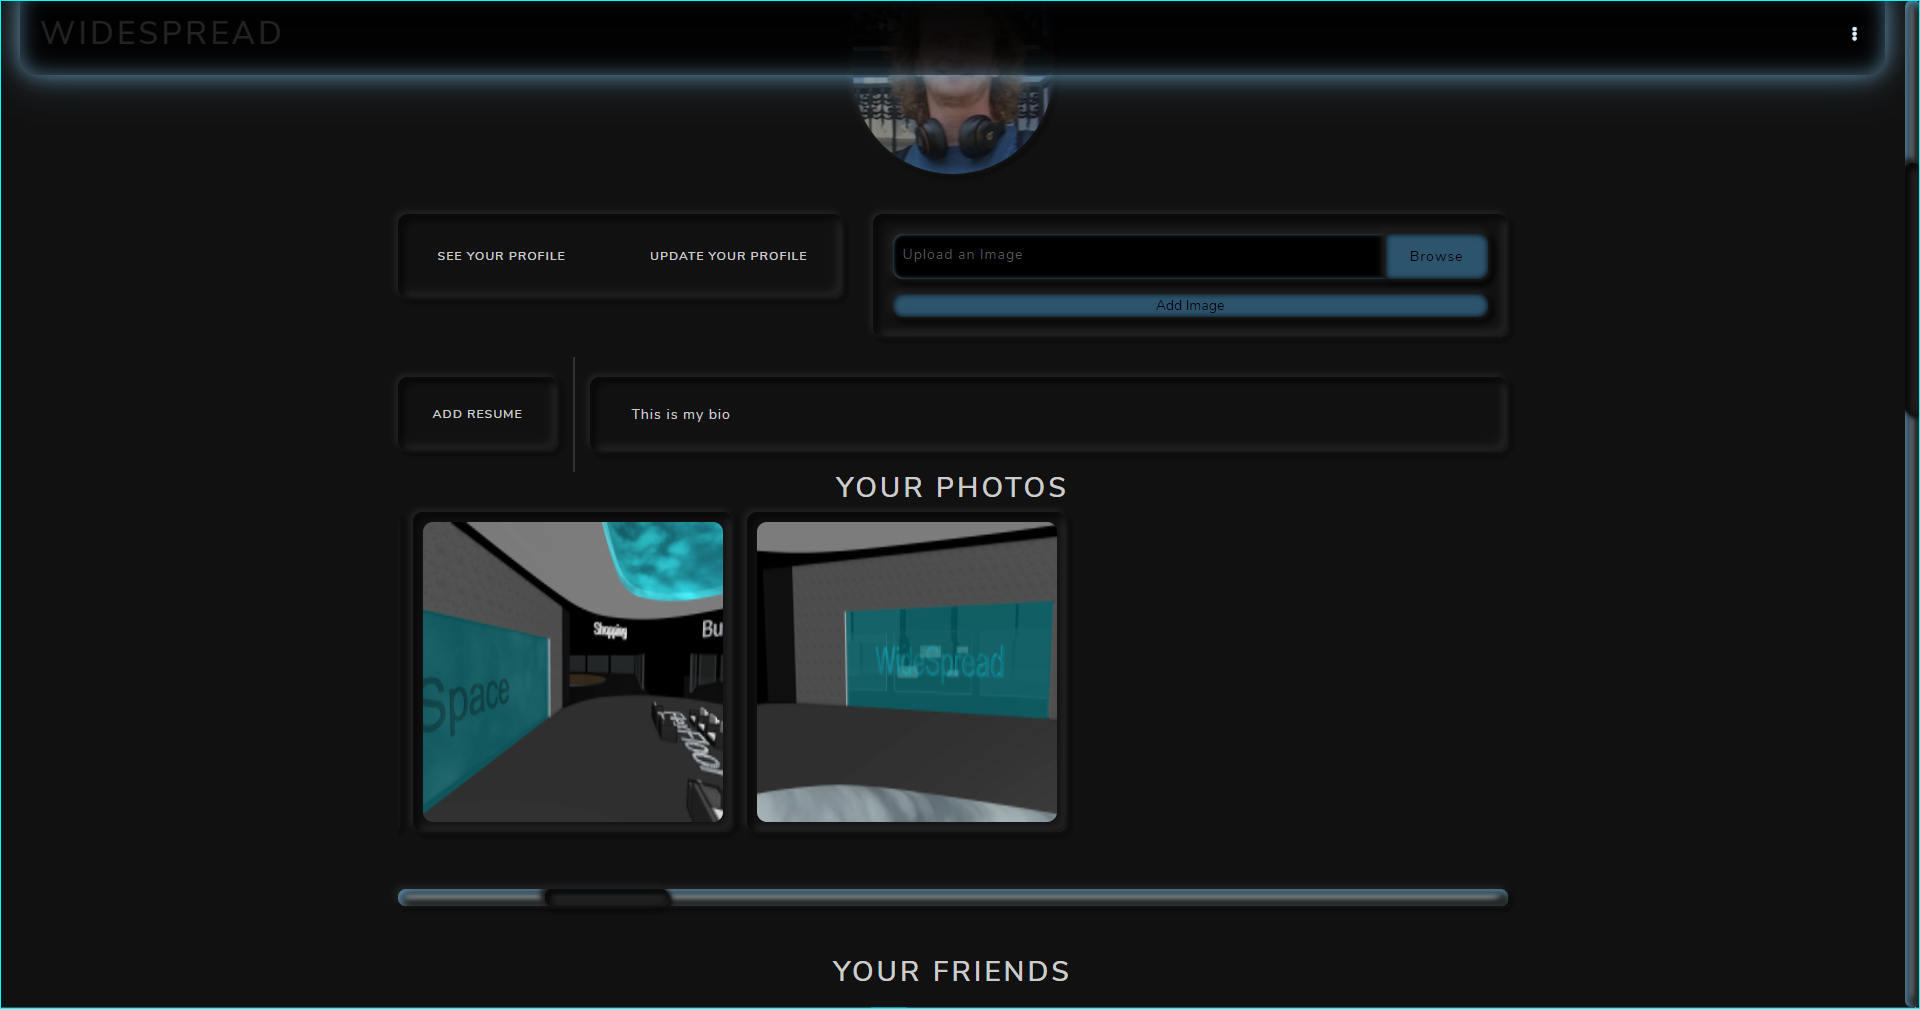 WIDESPREAD
SEE YOUR PROFILE
UPDATE YOUR PROFILE
Upload an Image
Browse
Add Image
ADD RESUME
This is my bio
YOUR PHOTOS
Shopping
Bu
Space
WideSpread
YOUR FRIENDS